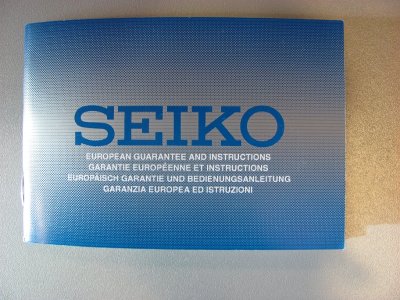 SEIKO
EUROPEAN GUARANTEE AND INSTRUCTIONS
GARANTIE EUROPÉENNE ET INSTRUCTIONS
EUROPÄISCH GARANTIE UND BEDIENUNGSANLEITUNG
GARANZIA EUROPEA ED ISTRUZIONI